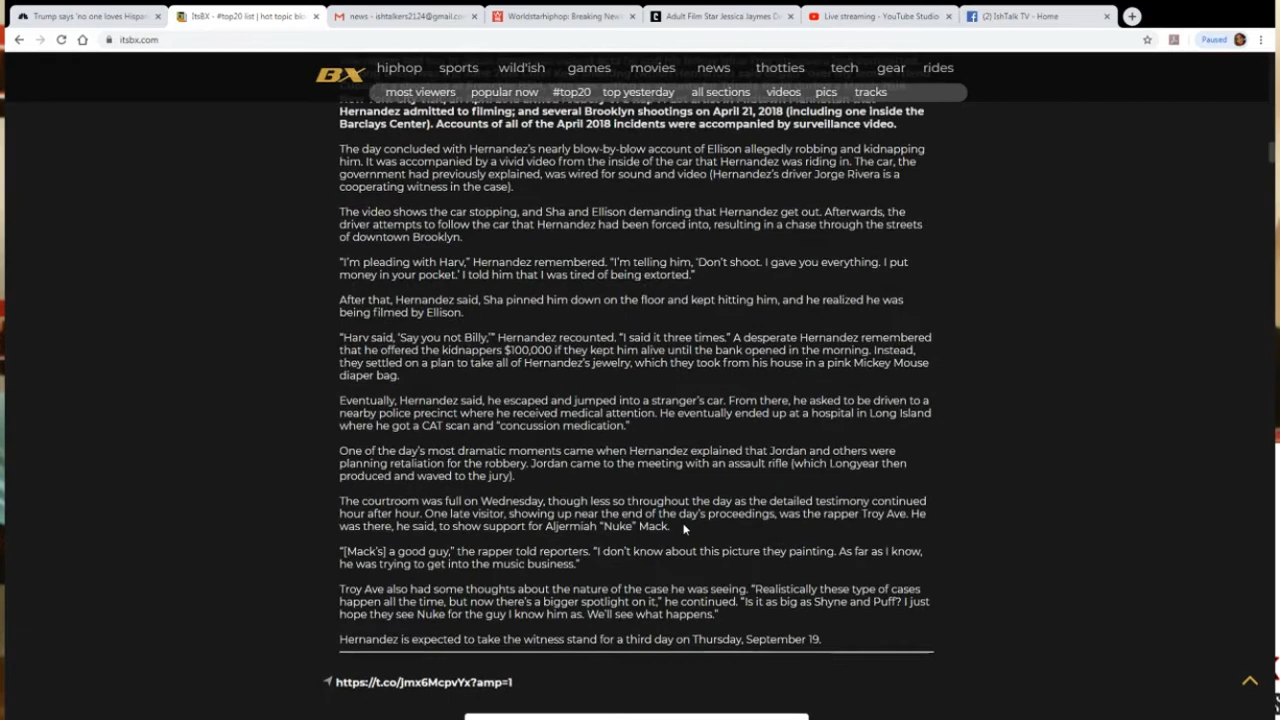 Trump says 'no one loves Hispan
ItsBX - #top20 list | hot topic blo
news - ishtalkers2124@gmail.co
Worldstarhiphop: Breaking New
Adult Film Star Jessica Jaymes D
Live streaming - YouTube Studio
(2) IshTalk TV - Home
itsbx.com
Paused
BX
hiphop sports wild'ish games movies news thotties tech gear rides
most viewers popular now #top20 top yesterday all sections videos pics tracks
Hernandez admitted to filming; and several Brooklyn shootings on April 21, 2018 (including one inside the
Barclays Center). Accounts of all of the April 2018 incidents were accompanied by surveillance video.
The day concluded with Hernandez's nearly blow-by-blow account of Ellison allegedly robbing and kidnapping
him. It was accompanied by a vivid video from the inside of the car that Hernandez was riding in. The car, the
government had previously explained, was wired for sound and video (Hernandez's driver Jorge Rivera is a
cooperating witness in the case).
The video shows the car stopping, and Sha and Ellison demanding that Hernandez get out. Afterwards, the
driver attempts to follow the car that Hernandez had been forced into, resulting in a chase through the streets
of downtown Brooklyn.
"I'm pleading with Harv," Hernandez remembered. "I'm telling him, 'Don't shoot. I gave you everything. I put
money in your pocket.' I told him that I was tired of being extorted."
After that, Hernandez said, Sha pinned him down on the floor and kept hitting him, and he realized he was
being filmed by Ellison.
"Harv said, 'Say you not Billy,'" Hernandez recounted. "I said it three times." A desperate Hernandez remembered
that he offered the kidnappers $100,000 if they kept him alive until the bank opened in the morning. Instead,
they settled on a plan to take all of Hernandez's jewelry, which they took from his house in a pink Mickey Mouse
diaper bag.
Eventually, Hernandez said, he escaped and jumped into a stranger's car. From there, he asked to be driven to a
nearby police precinct where he received medical attention. He eventually ended up at a hospital in Long Island
where he got a CAT scan and "concussion medication."
One of the day's most dramatic moments came when Hernandez explained that Jordan and others were
planning retaliation for the robbery. Jordan came to the meeting with an assault rifle (which Longyear then
produced and waved to the jury).
The courtroom was full on Wednesday, though less so throughout the day as the detailed testimony continued
hour after hour. One late visitor, showing up near the end of the day's proceedings, was the rapper Troy Ave. He
was there, he said, to show support for Aljermiah "Nuke" Mack.
"[Mack's] a good guy," the rapper told reporters. "I don't know about this picture they painting. As far as I know,
he was trying to get into the music business."
Troy Ave also had some thoughts about the nature of the case he was seeing. "Realistically these type of cases
happen all the time, but now there's a bigger spotlight on it," he continued. "Is it as big as Shyne and Puff? I just
hope they see Nuke for the guy I know him as. We'll see what happens."
Hernandez is expected to take the witness stand for a third day on Thursday, September 19.
https://t.co/jmx6McpvYx?amp=1